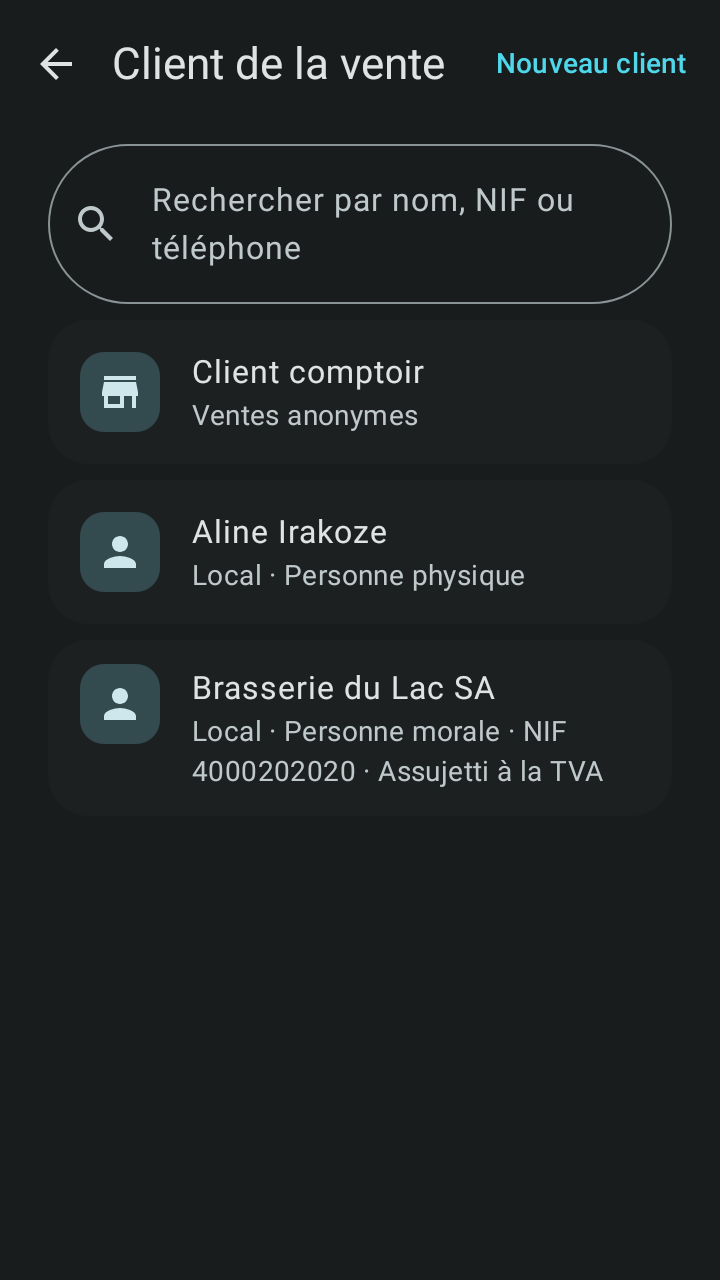 Client de la vente
Nouveau client
Rechercher par nom, NIF ou
téléphone
Client comptoir
Ventes anonymes
Aline Irakoze
Local · Personne physique
Brasserie du Lac SA
Local · Personne morale · NIF
4000202020 · Assujetti à la TVA